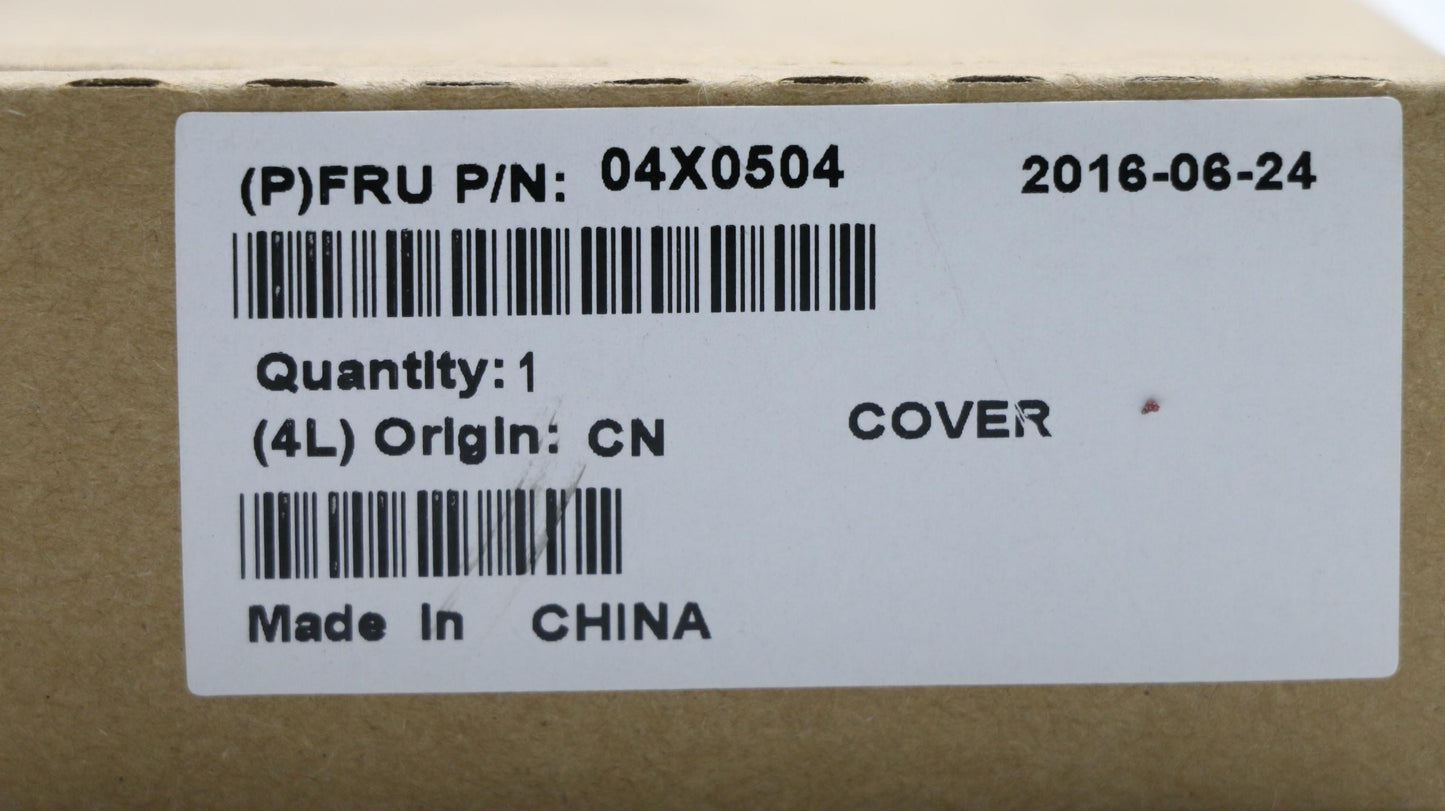 (P)FRU P/N: 04X0504 2016-06-24
Quantity: 1
(4L) Origin: CN COVER
Made In CHINA